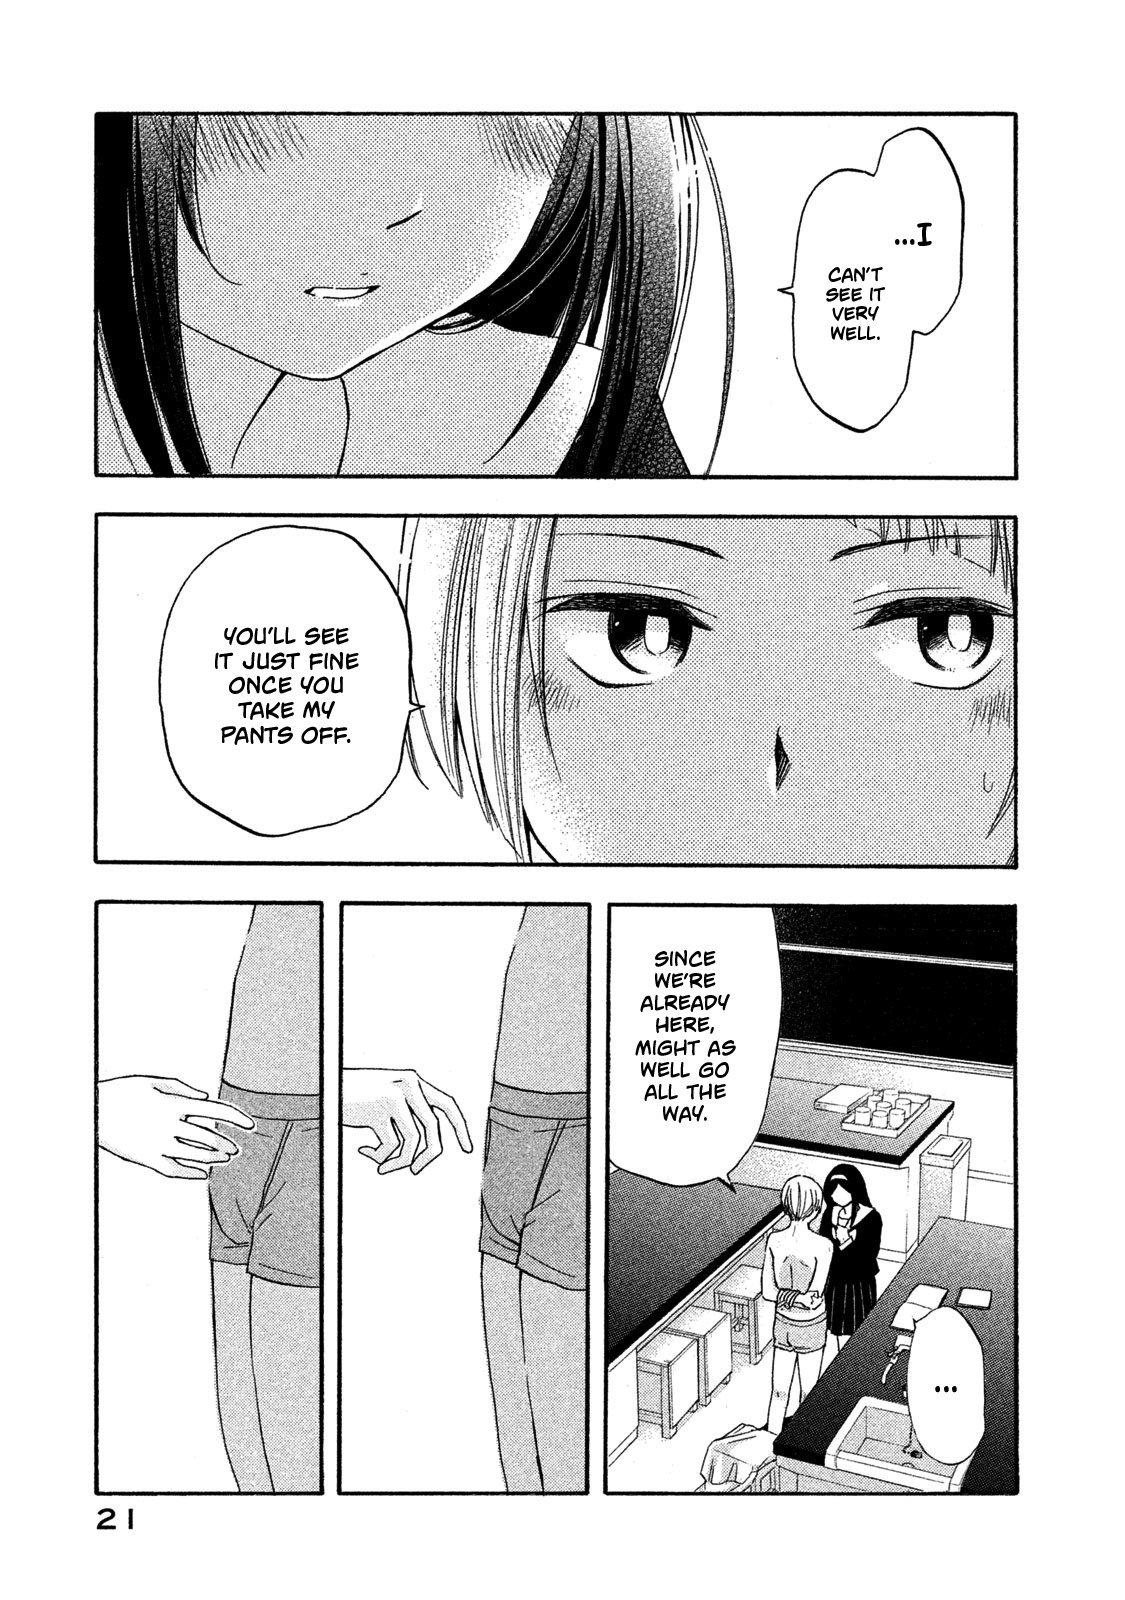 ...I
CAN'T
SEE IT
VERY
WELL.
YOU'LL SEE
IT JUST FINE
ONCE YOU
TAKE MY
PANTS OFF.
SINCE
WE'RE
ALREADY
HERE,
MIGHT AS
WELL GO
ALL THE
WAY.
...
21